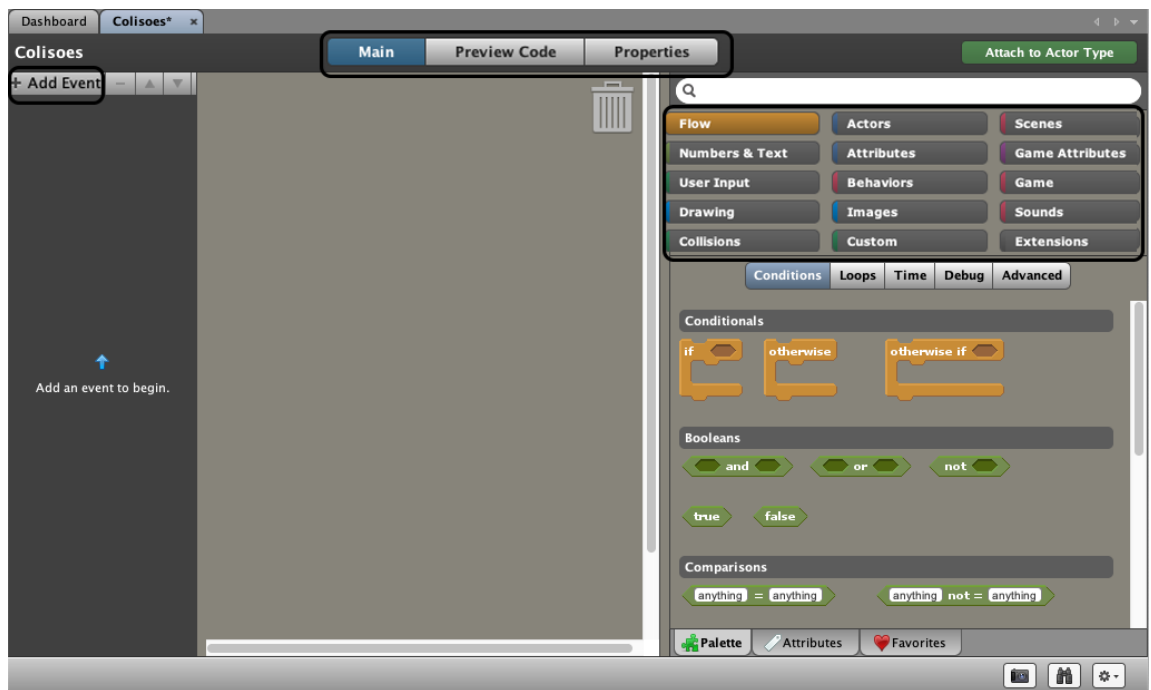 Dashboard Colisoes* ×
Colisoes Main Preview Code Properties Attach to Actor Type
+ Add Event
Flow Actors Scenes
Numbers & Text Attributes Game Attributes
User Input Behaviors Game
Drawing Images Sounds
Collisions Custom Extensions
Conditions Loops Time Debug Advanced
Conditionals
if otherwise otherwise if
Add an event to begin.
Booleans
and or not
true false
Comparisons
anything = anything anything not = anything
Palette Attributes Favorites